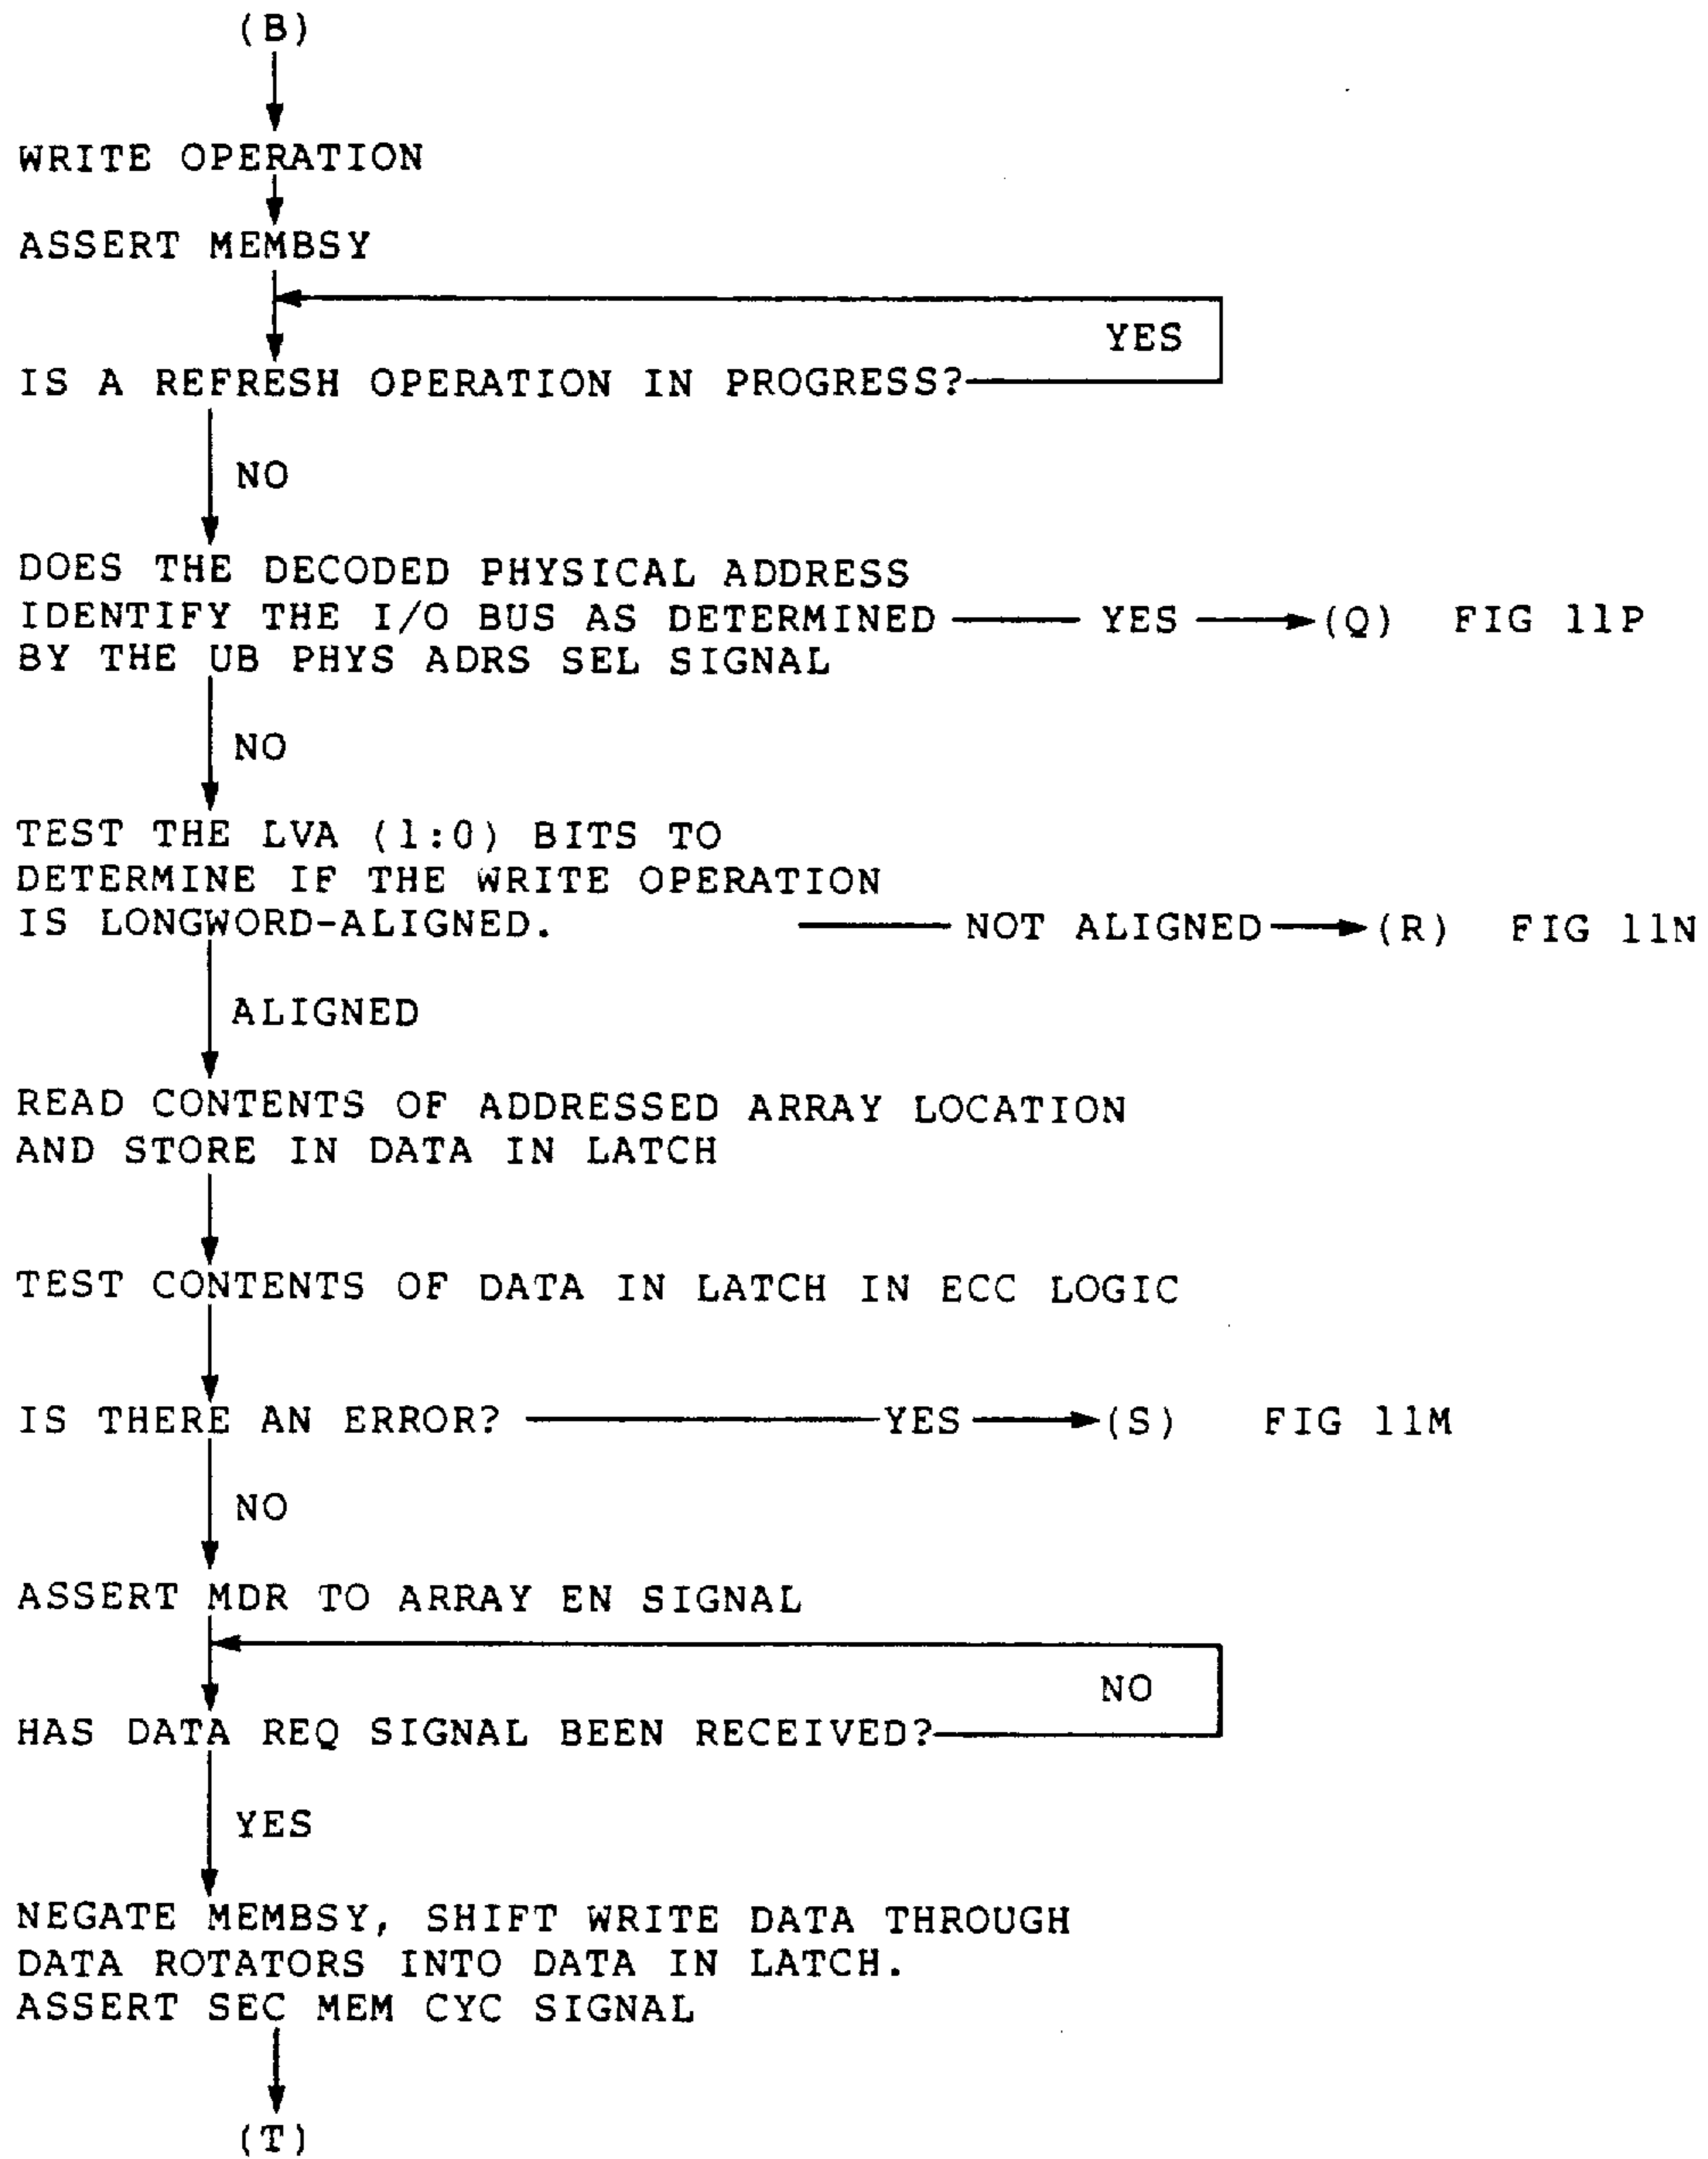 (B)
WRITE OPERATION
ASSERT MEMBSY
YES
IS A REFRESH OPERATION IN PROGRESS?
NO
DOES THE DECODED PHYSICAL ADDRESS
IDENTIFY THE I/O BUS AS DETERMINED YES (Q) FIG 11P
BY THE UB PHYS ADRS SEL SIGNAL
NO
TEST THE LVA (1:0) BITS TO
DETERMINE IF THE WRITE OPERATION
IS LONGWORD-ALIGNED. NOT ALIGNED (R) FIG 11N
ALIGNED
READ CONTENTS OF ADDRESSED ARRAY LOCATION
AND STORE IN DATA IN LATCH
TEST CONTENTS OF DATA IN LATCH IN ECC LOGIC
IS THERE AN ERROR? YES (S) FIG 11M
NO
ASSERT MDR TO ARRAY EN SIGNAL
NO
HAS DATA REQ SIGNAL BEEN RECEIVED?
YES
NEGATE MEMBSY, SHIFT WRITE DATA THROUGH
DATA ROTATORS INTO DATA IN LATCH.
ASSERT SEC MEM CYC SIGNAL
(T)